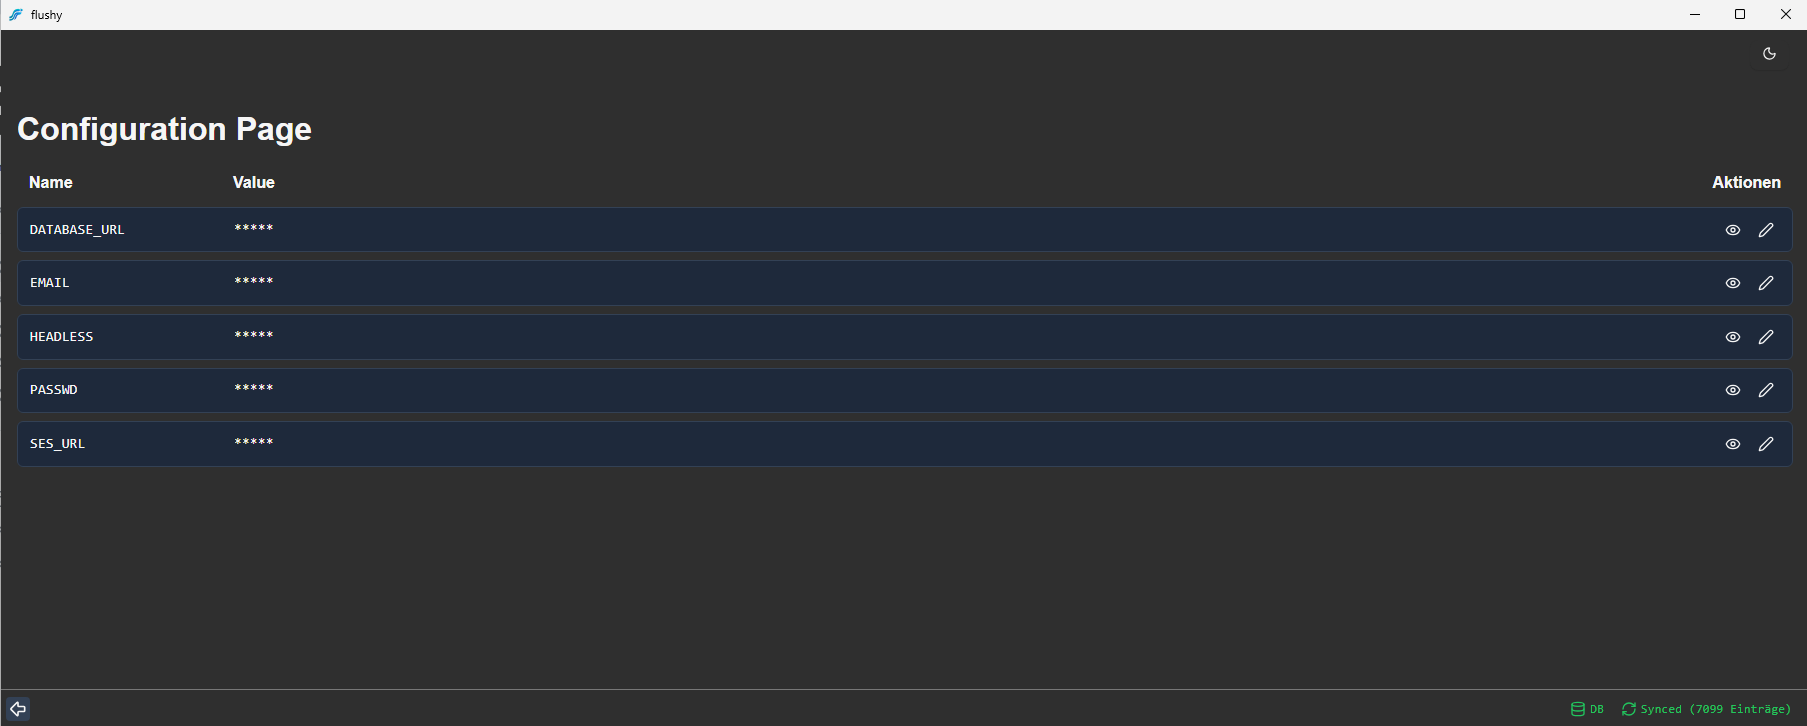 flushy
Configuration Page
Name Value Aktionen
DATABASE_URL *****
EMAIL *****
HEADLESS *****
PASSWD *****
SES_URL *****
DB Synced (7099 Einträge)